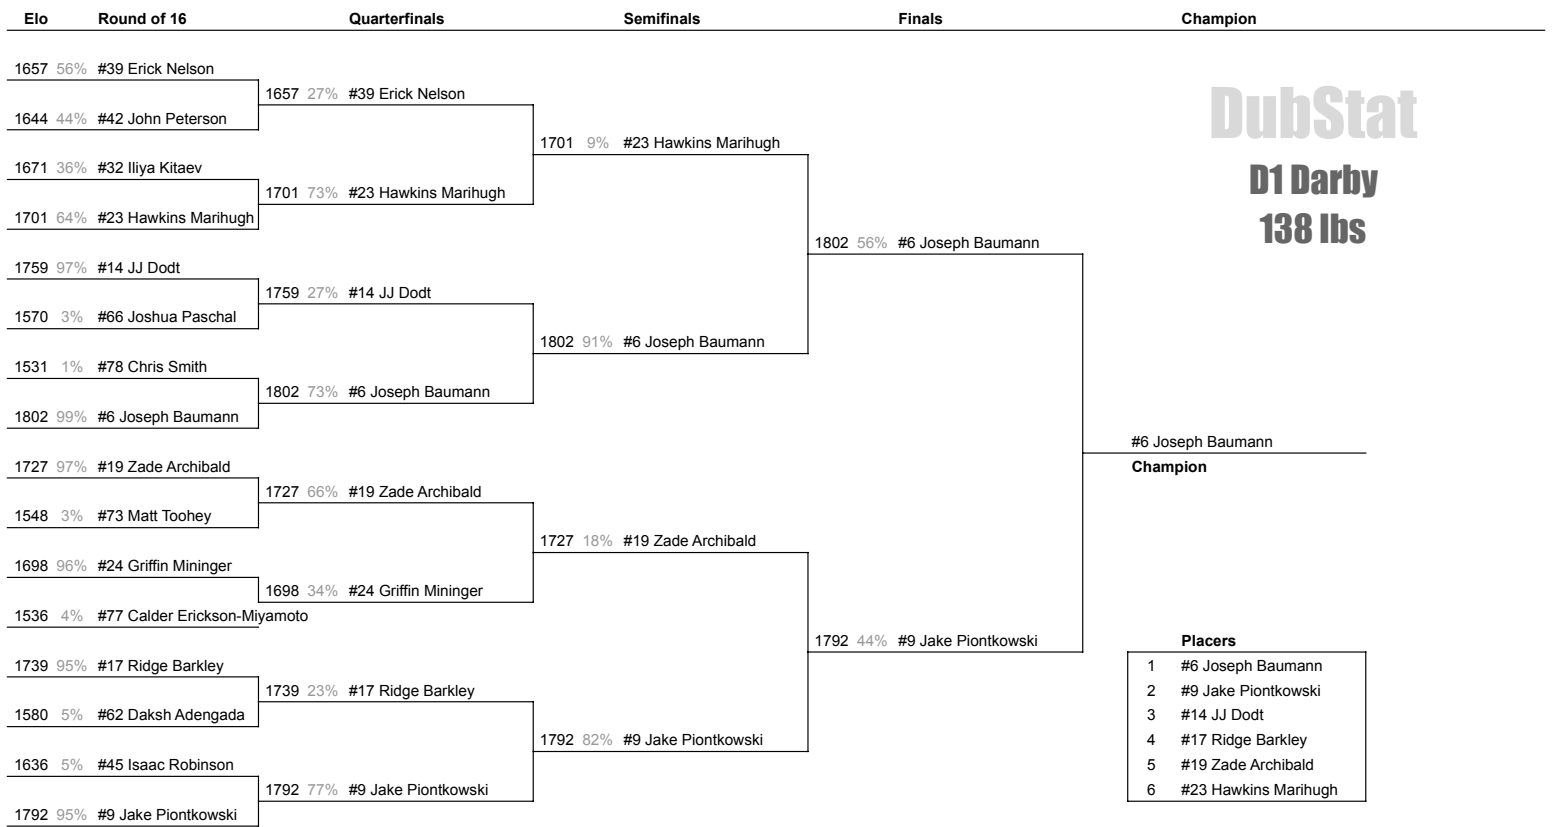 Elo Round of 16 Quarterfinals Semifinals Finals Champion
1657 56% #39 Erick Nelson
1657 27% #39 Erick Nelson
1644 44% #42 John Peterson
1701 9% #23 Hawkins Marihugh
1671 36% #32 Iliya Kitaev
1701 73% #23 Hawkins Marihugh
1701 64% #23 Hawkins Marihugh
1802 56% #6 Joseph Baumann
1759 97% #14 JJ Dodt
1759 27% #14 JJ Dodt
1570 3% #66 Joshua Paschal
1802 91% #6 Joseph Baumann
1531 1% #78 Chris Smith
1802 73% #6 Joseph Baumann
1802 99% #6 Joseph Baumann
#6 Joseph Baumann
Champion
1727 97% #19 Zade Archibald
1727 66% #19 Zade Archibald
1548 3% #73 Matt Toohey
1727 18% #19 Zade Archibald
1698 96% #24 Griffin Mininger
1698 34% #24 Griffin Mininger
1536 4% #77 Calder Erickson-Miyamoto
1792 44% #9 Jake Piontkowski
1739 95% #17 Ridge Barkley
1739 23% #17 Ridge Barkley
1580 5% #62 Daksh Adengada
1792 82% #9 Jake Piontkowski
1636 5% #45 Isaac Robinson
1792 77% #9 Jake Piontkowski
1792 95% #9 Jake Piontkowski
DubStat
D1 Darby
138 lbs
Placers
1 #6 Joseph Baumann
2 #9 Jake Piontkowski
3 #14 JJ Dodt
4 #17 Ridge Barkley
5 #19 Zade Archibald
6 #23 Hawkins Marihugh